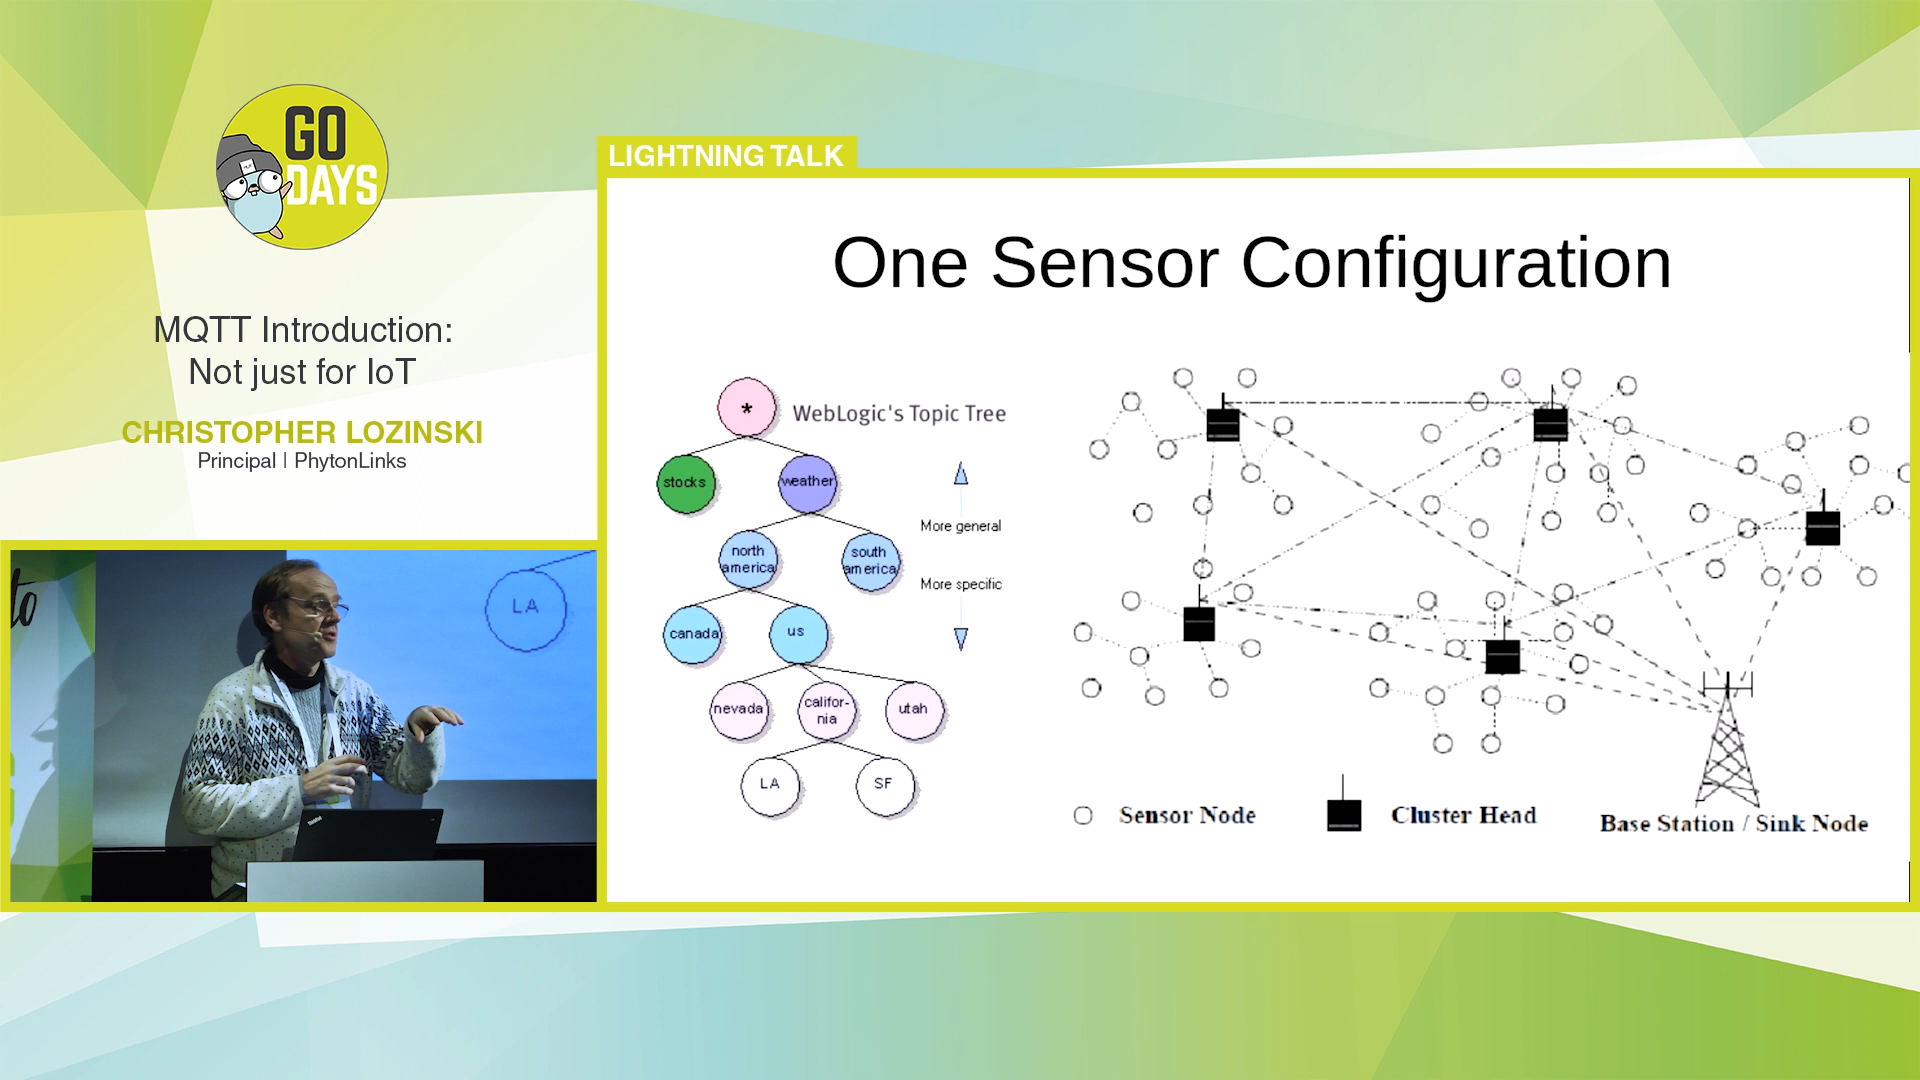 GO
DAYS
MQTT Introduction:
Not just for IoT
CHRISTOPHER LOZINSKI
Principal | PhytonLinks
to
LA
ThinkPad
LIGHTNING TALK
One Sensor Configuration
*
WebLogic's Topic Tree
stocks
weather
More general
north
america
south
america
More specific
canada
us
nevada
califor-
nia
utah
LA
SF
Sensor Node
Cluster Head
Base Station / Sink Node